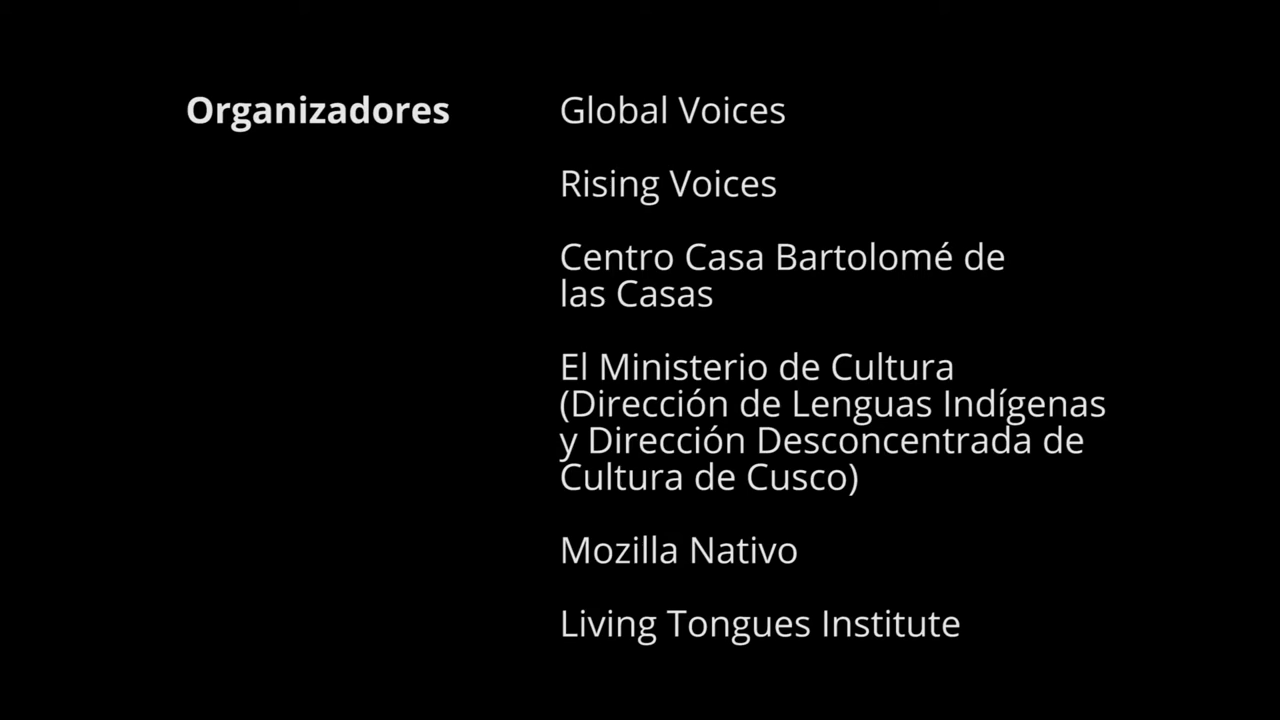 Organizadores
Global Voices
Rising Voices
Centro Casa Bartolomé de
las Casas
El Ministerio de Cultura
(Dirección de Lenguas Indígenas
y Dirección Desconcentrada de
Cultura de Cusco)
Mozilla Nativo
Living Tongues Institute